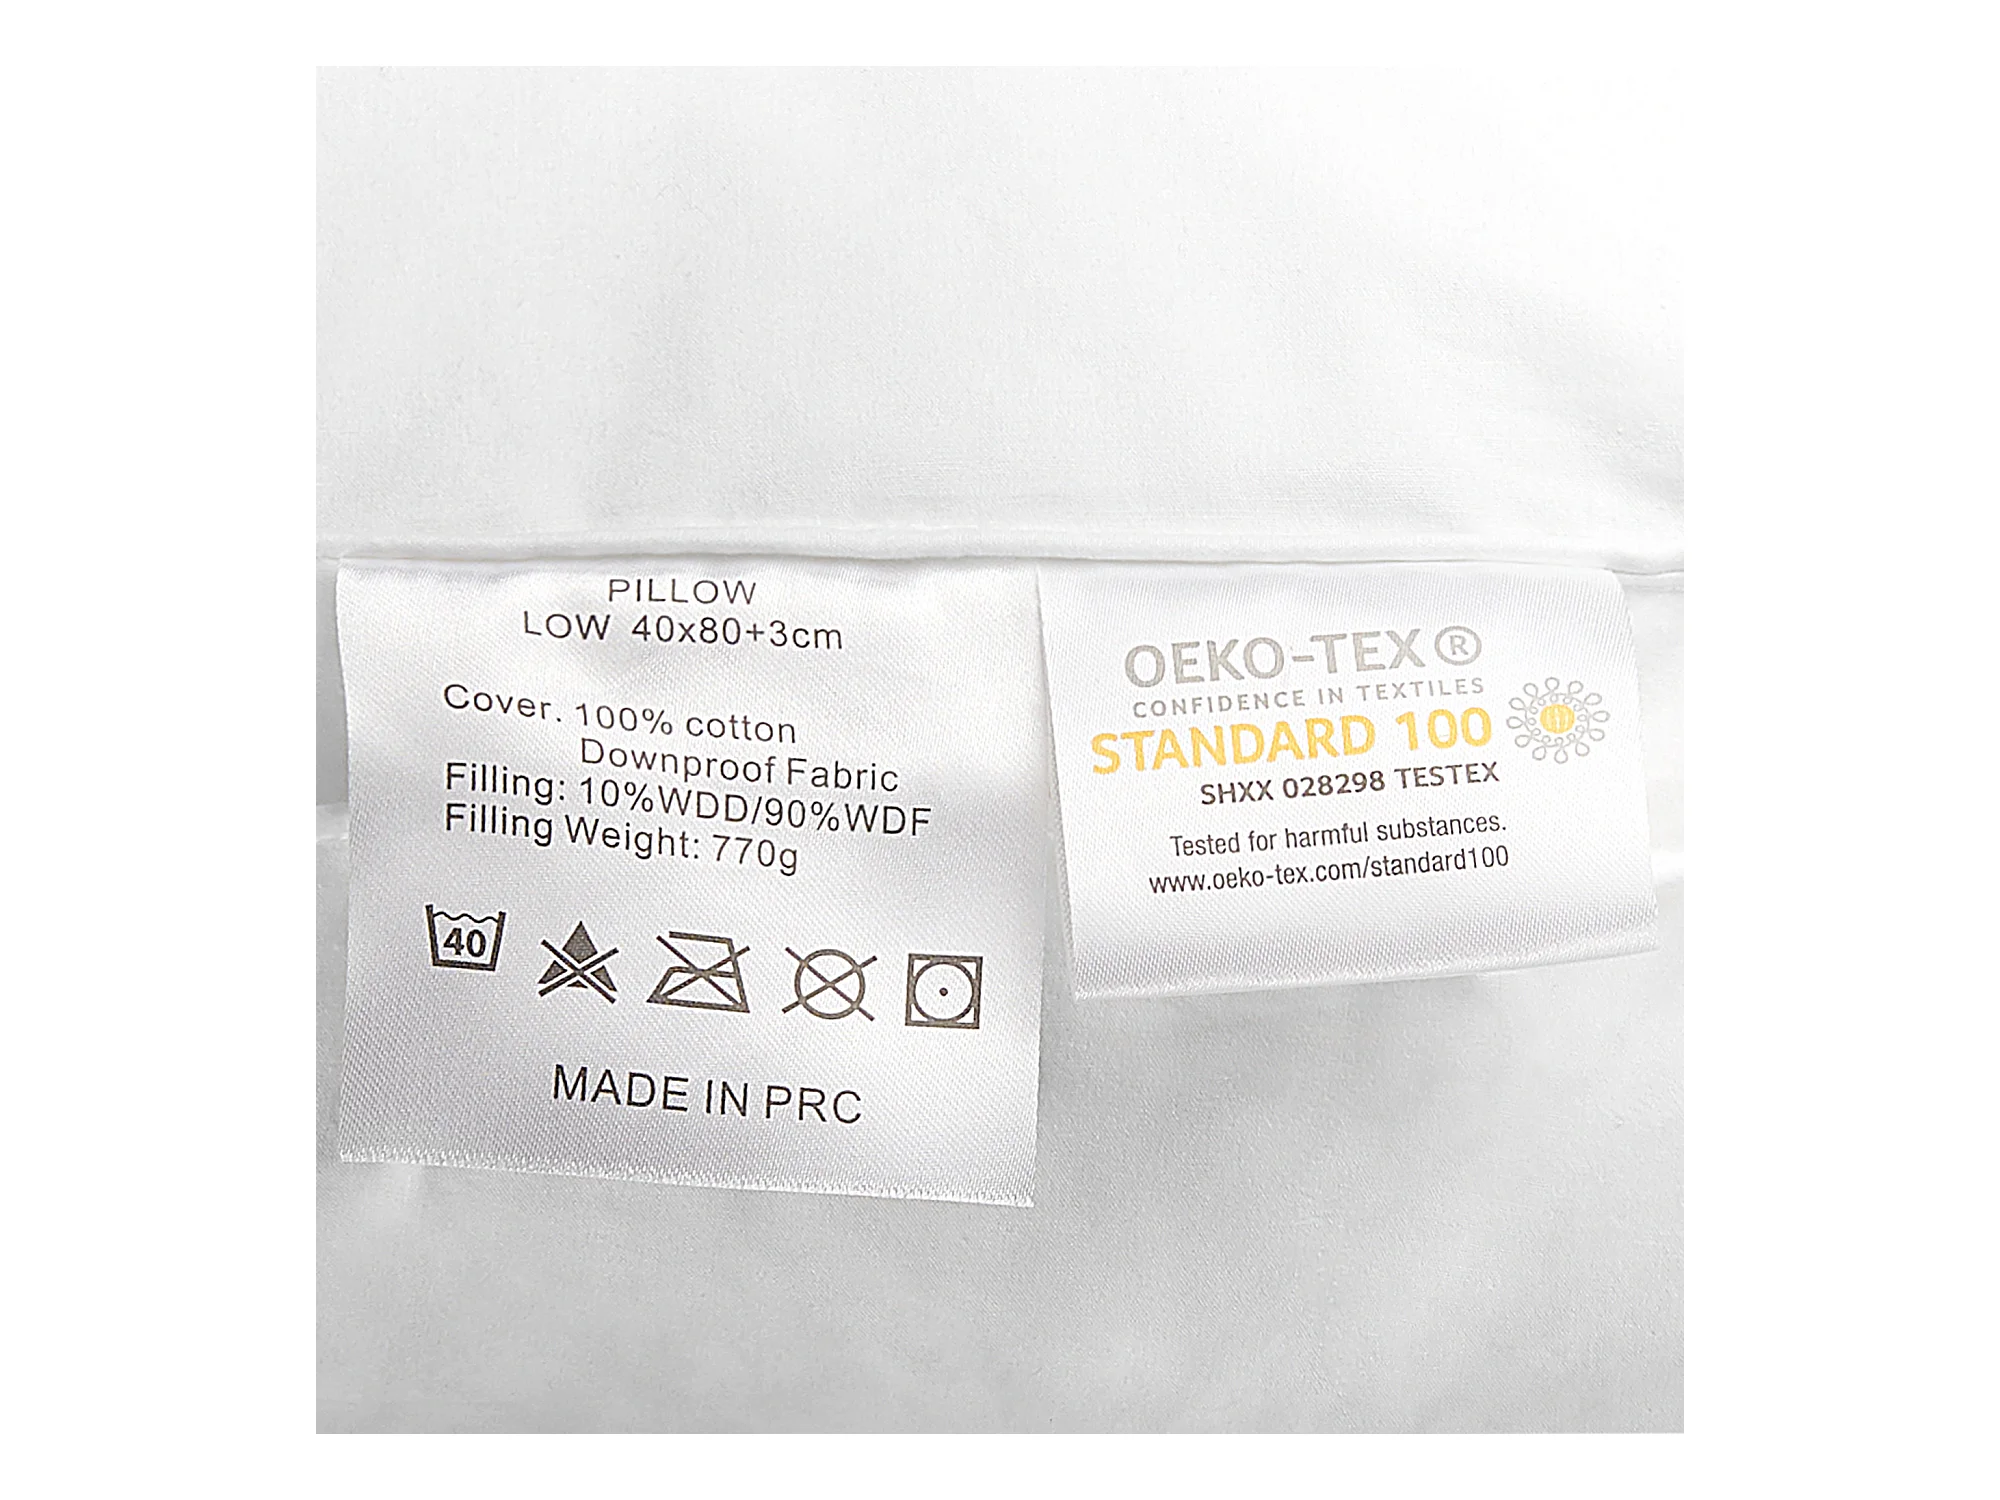 PILLOW
LOW 40x80+3cm
Cover. 100% cotton
Downproof Fabric
Filling: 10%WDD/90%WDF
Filling Weight: 770g
40
MADE IN PRC
OEKO-TEX®
CONFIDENCE IN TEXTILES
STANDARD 100
SHXX 028298 TESTEX
Tested for harmful substances.
www.oeko-tex.com/standard100